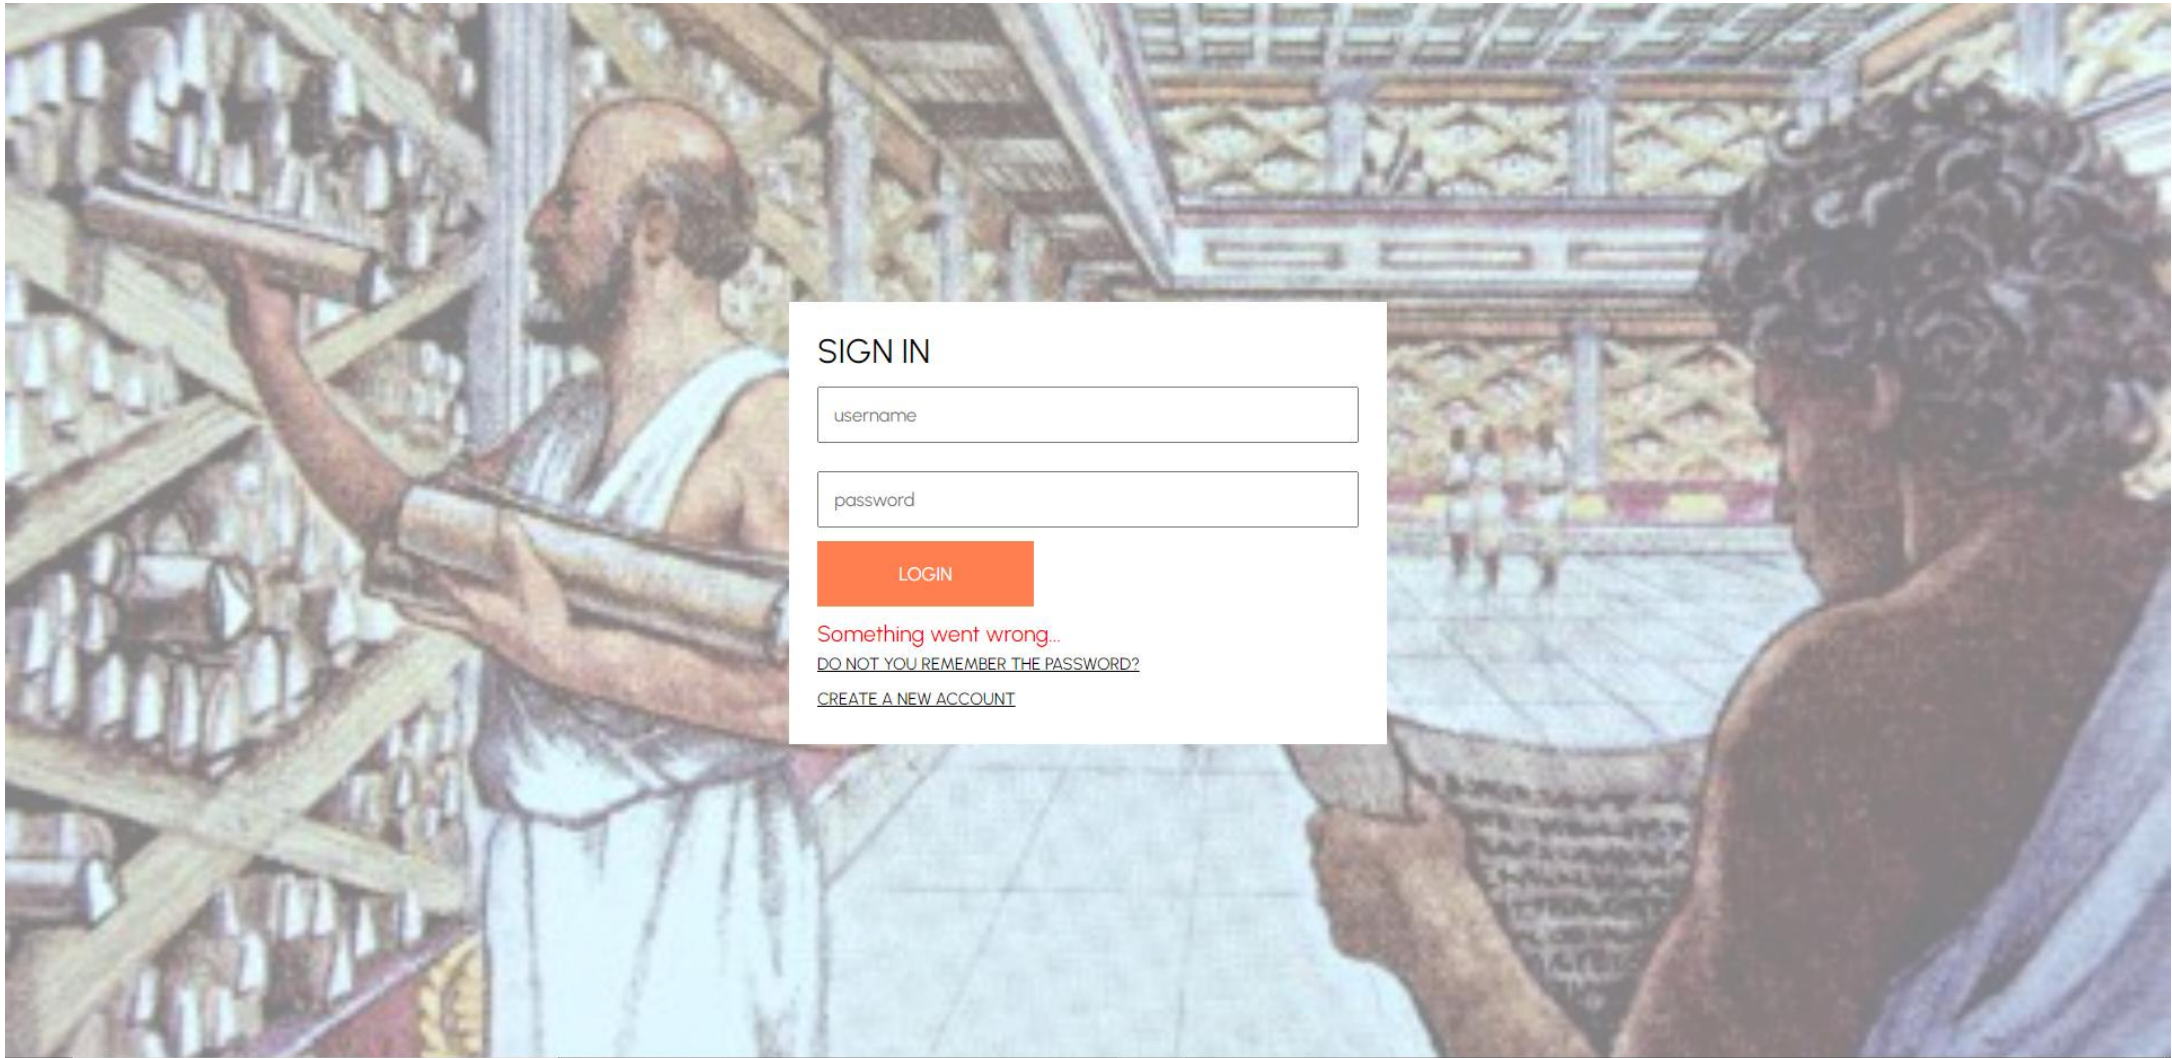 SIGN IN
username
password
LOGIN
Something went wrong...
DO NOT YOU REMEMBER THE PASSWORD?
CREATE A NEW ACCOUNT